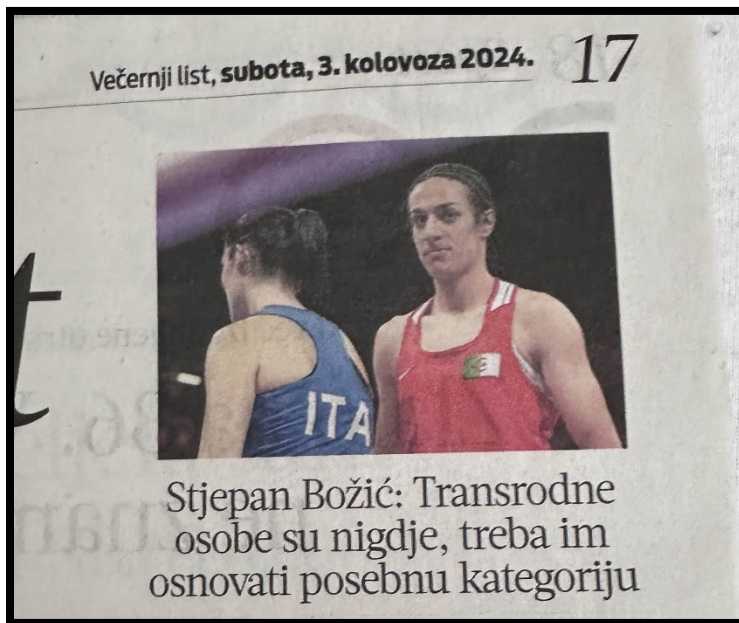 Večernji list, subota, 3. kolovoza 2024. 17
t
ITA
Stjepan Božić: Transrodne
osobe su nigdje, treba im
osnovati posebnu kategoriju